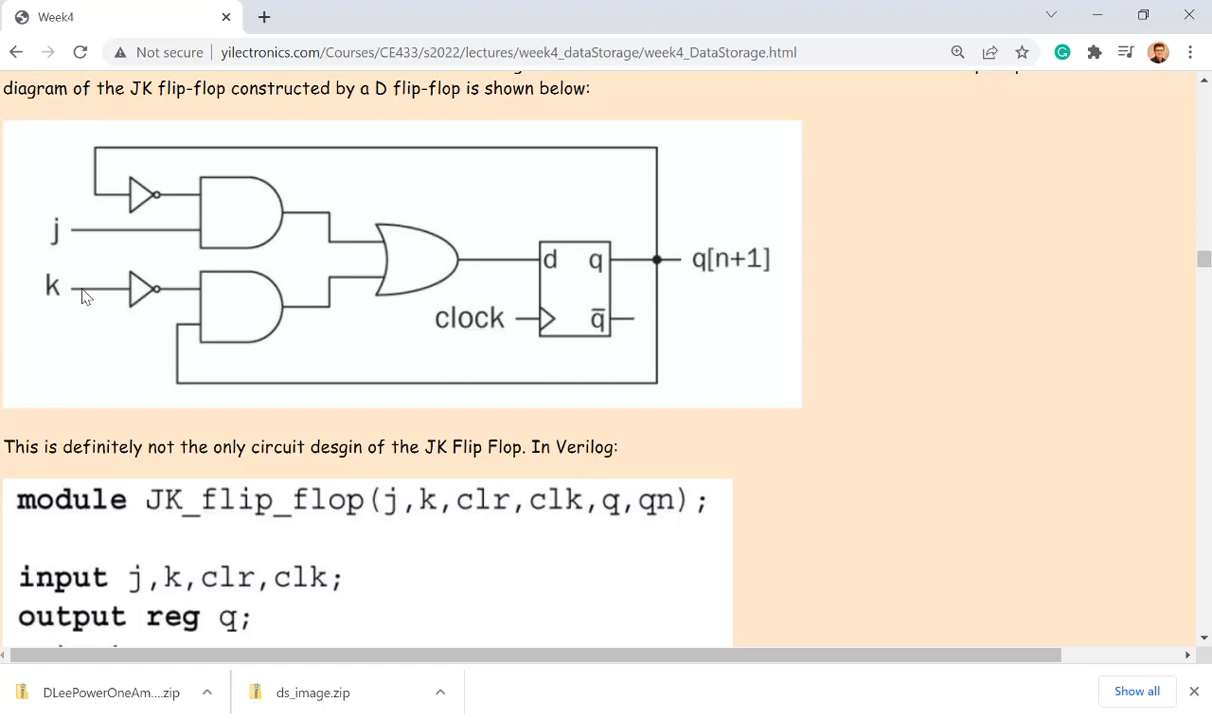 Week4
Not secure
yilectronics.com/Courses/CE433/s2022/lectures/week4_dataStorage/week4_DataStorage.html
diagram of the JK flip-flop constructed by a D flip-flop is shown below:
j
k
d q
q[n+1]
clock
q̅
This is definitely not the only circuit desgin of the JK Flip Flop. In Verilog:
module JK_flip_flop(j,k,clr,clk,q,qn);
input j,k,clr,clk;
output reg q;
DLeePowerOneAm....zip
ds_image.zip
Show all